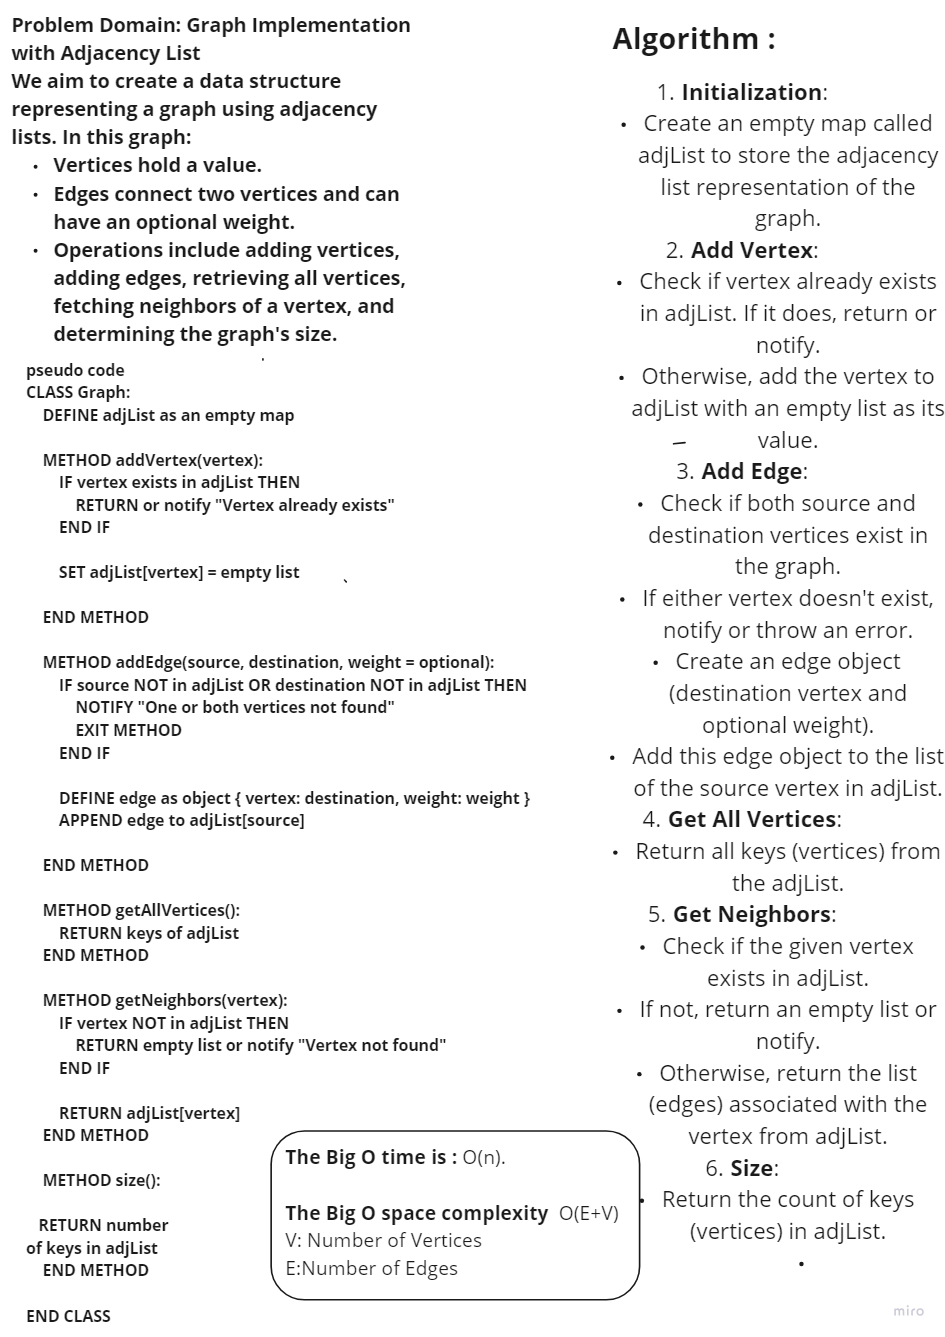 Problem Domain: Graph Implementation
with Adjacency List
We aim to create a data structure
representing a graph using adjacency
lists. In this graph:
• Vertices hold a value.
• Edges connect two vertices and can
have an optional weight.
• Operations include adding vertices,
adding edges, retrieving all vertices,
fetching neighbors of a vertex, and
determining the graph's size.
pseudo code
CLASS Graph:
DEFINE adjList as an empty map
METHOD addVertex(vertex):
IF vertex exists in adjList THEN
RETURN or notify "Vertex already exists"
END IF
SET adjList[vertex] = empty list
END METHOD
METHOD addEdge(source, destination, weight = optional):
IF source NOT in adjList OR destination NOT in adjList THEN
NOTIFY "One or both vertices not found"
EXIT METHOD
END IF
DEFINE edge as object { vertex: destination, weight: weight }
APPEND edge to adjList[source]
END METHOD
METHOD getAllVertices():
RETURN keys of adjList
END METHOD
METHOD getNeighbors(vertex):
IF vertex NOT in adjList THEN
RETURN empty list or notify "Vertex not found"
END IF
RETURN adjList[vertex]
END METHOD
METHOD size():
RETURN number
of keys in adjList
END METHOD
END CLASS
The Big O time is : O(n).
The Big O space complexity O(E+V)
V: Number of Vertices
E:Number of Edges
Algorithm :
1. Initialization:
• Create an empty map called
adjList to store the adjacency
list representation of the
graph.
2. Add Vertex:
• Check if vertex already exists
in adjList. If it does, return or
notify.
• Otherwise, add the vertex to
adjList with an empty list as its
value.
3. Add Edge:
• Check if both source and
destination vertices exist in
the graph.
• If either vertex doesn't exist,
notify or throw an error.
• Create an edge object
(destination vertex and
optional weight).
• Add this edge object to the list
of the source vertex in adjList.
4. Get All Vertices:
• Return all keys (vertices) from
the adjList.
5. Get Neighbors:
• Check if the given vertex
exists in adjList.
• If not, return an empty list or
notify.
• Otherwise, return the list
(edges) associated with the
vertex from adjList.
6. Size:
• Return the count of keys
(vertices) in adjList.
•
miro